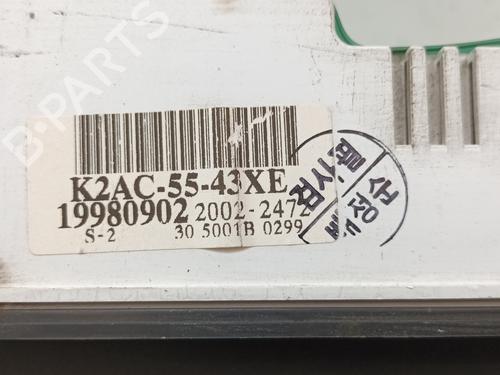 B-PARTS
K2AC-55-43XE
19980902 2002-2472
S-2 30 5001B 0299
검사필